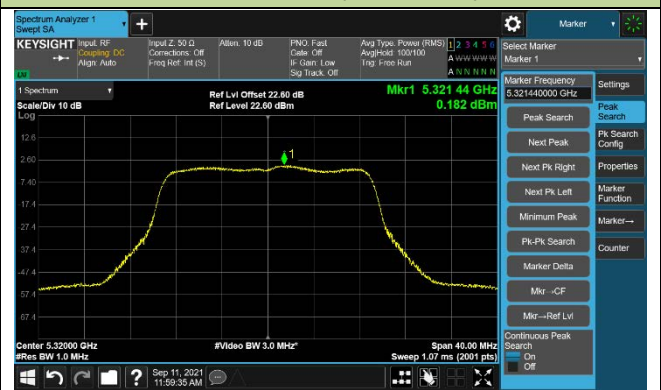 Spectrum Analyzer 1
Swept SA
+
Marker
KEYSIGHT
Input: RF
Coupling: DC
Align: Auto
Input Z: 50 Ω
Corrections: Off
Freq Ref: Int (S)
Atten: 10 dB
PNO: Fast
Gate: Off
IF Gain: Low
Sig Track: Off
Avg Type: Power (RMS)
Avg|Hold: 100/100
Trig: Free Run
1 2 3 4 5 6
A W W W W W
A N N N N N
LNI
Select Marker
Marker 1
1 Spectrum
Scale/Div 10 dB
Log
Ref Lvl Offset 22.60 dB
Ref Level 22.60 dBm
Mkr1 5.321 44 GHz
0.182 dBm
12.6
2.60
-7.40
-17.4
-27.4
-37.4
-47.4
-57.4
-67.4
1
Center 5.32000 GHz
#Res BW 1.0 MHz
#Video BW 3.0 MHz*
Span 40.00 MHz
Sweep 1.07 ms (2001 pts)
Marker Frequency
5.321440000 GHz
Peak Search
Next Peak
Next Pk Right
Next Pk Left
Minimum Peak
Pk-Pk Search
Marker Delta
Mkr→CF
Mkr→Ref Lvl
Continuous Peak
Search
On
Off
Settings
Peak
Search
Pk Search
Config
Properties
Marker
Function
Marker→
Counter
?
Sep 11, 2021
11:59:35 AM